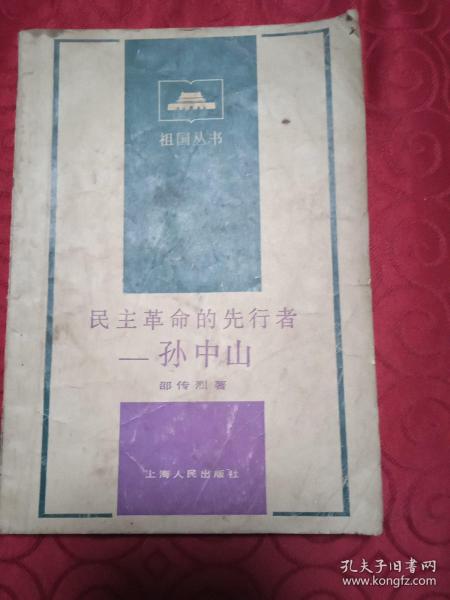 祖国丛书
民主革命的先行者
—孙中山
邵传烈著
上海人民出版社
孔夫子旧书网
www.kongfz.com